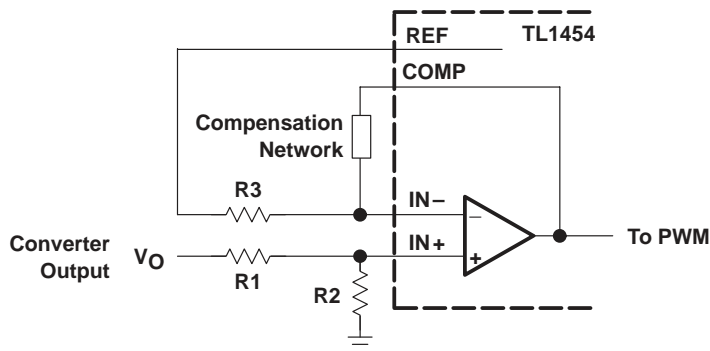 REF
TL1454
COMP
Compensation
Network
R3
IN−
−
Converter
Output
VO
R1
IN+
+
To PWM
R2